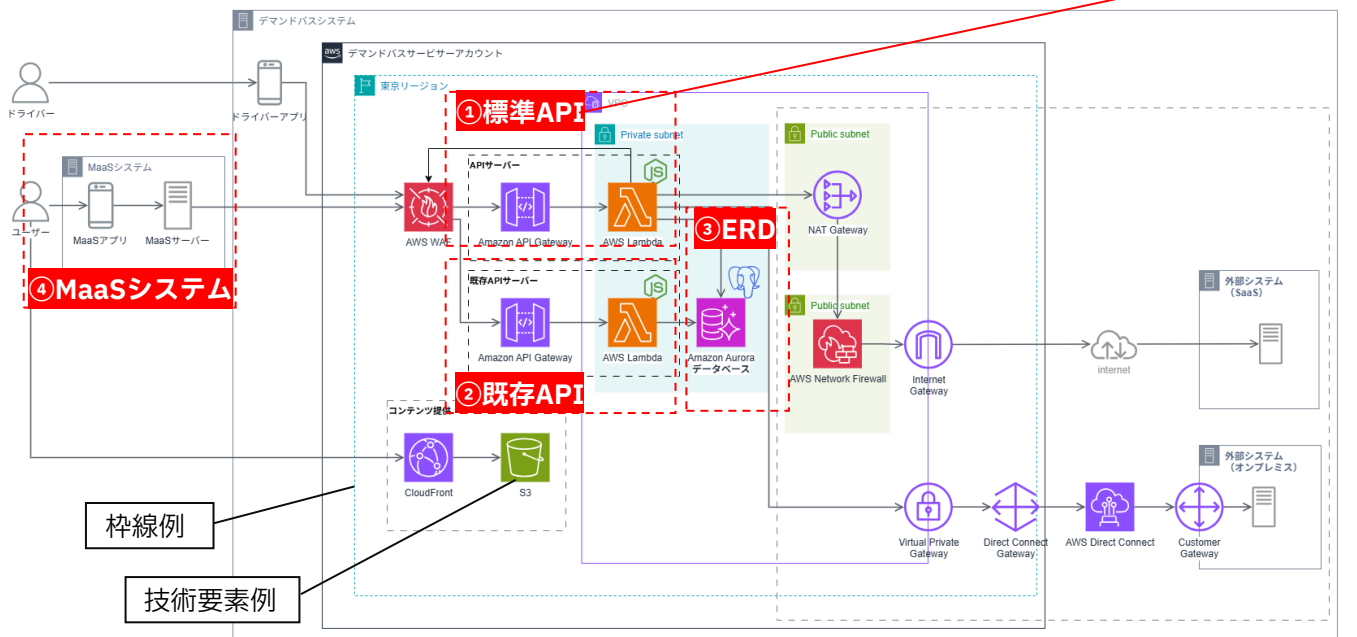 デマンドバスシステム
aws
デマンドバスサービサーアカウント
東京リージョン
VPC
ドライバー
ドライバーアプリ
①標準API
Private subnet
Public subnet
MaaSシステム
APIサーバー
JS
ユーザー
MaaSアプリ
MaaSサーバー
AWS WAF
Amazon API Gateway
AWS Lambda
③ERD
NAT Gateway
④MaaSシステム
既存APIサーバー
JS
Public subnet
外部システム
（SaaS）
Amazon API Gateway
AWS Lambda
Amazon Aurora
データベース
AWS Network Firewall
Internet
Gateway
internet
②既存API
コンテンツ提供
CloudFront
S3
外部システム
（オンプレミス）
枠線例
技術要素例
Virtual Private
Gateway
Direct Connect
Gateway
AWS Direct Connect
Customer
Gateway